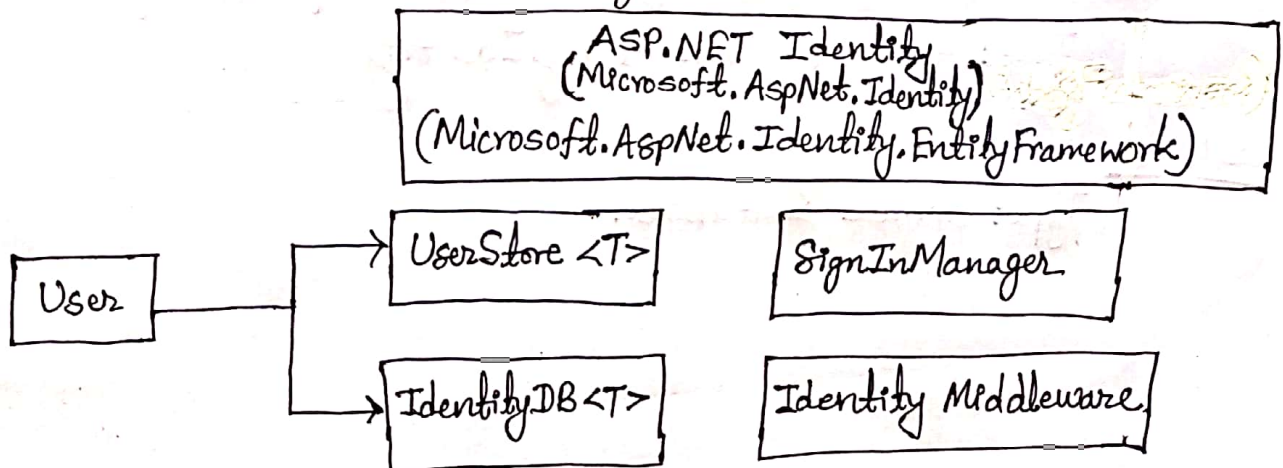 ASP.NET Identity
(Microsoft.AspNet.Identity)
(Microsoft.AspNet.Identity.EntityFramework)
UserStore <T>
SignInManager
User
IdentityDB <T>
Identity Middleware